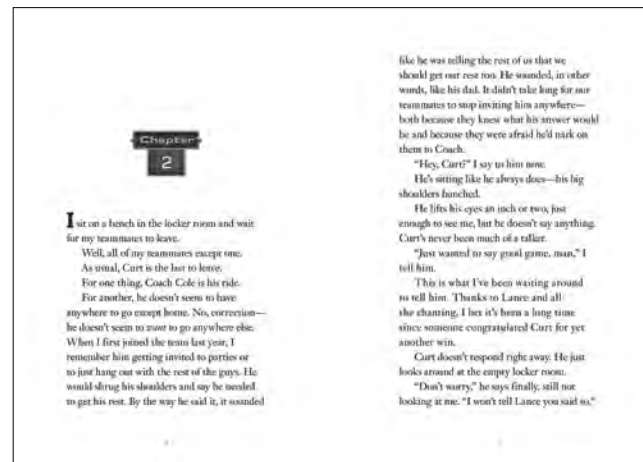 Chapter
2
I sit on a bench in the locker room and wait
for my teammates to leave.
Well, all of my teammates except one.
As usual, Curt is the last to leave.
For one thing, Coach Cole is his ride.
For another, he doesn't seem to have
anywhere to go except home. No, correction—
he doesn't seem to want to go anywhere else.
When I first joined the team last year, I
remember him getting invited to parties or
to just hang out with the rest of the guys. He
would shrug his shoulders and say he needed
to get his rest. By the way he said it, it sounded
like he was telling the rest of us that we
should get our rest too. He sounded, in other
words, like his dad. It didn't take long for our
teammates to stop inviting him anywhere—
both because they knew what his answer would
be and because they were afraid he'd nark on
them to Coach.
"Hey, Curt?" I say to him now.
He's sitting like he always does—his big
shoulders hunched.
He lifts his eyes an inch or two, just
enough to see me, but he doesn't say anything.
Curt's never been much of a talker.
"Just wanted to say good game, man," I
tell him.
This is what I've been waiting around
to tell him. Thanks to Lance and all
the chanting, I bet it's been a long time
since someone congratulated Curt for yet
another win.
Curt doesn't respond right away. He just
looks around at the empty locker room.
"Don't worry," he says finally, still not
looking at me. "I won't tell Lance you said so."